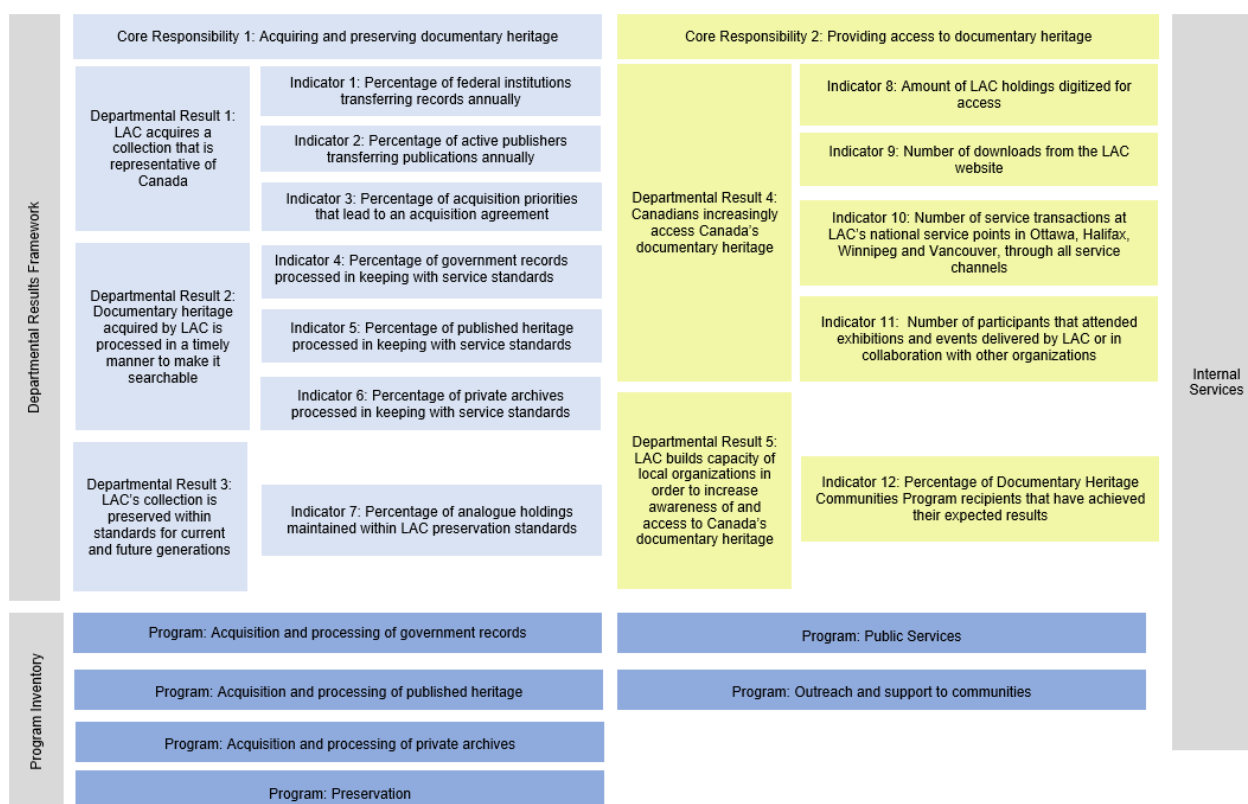 Departmental Results Framework
Core Responsibility 1: Acquiring and preserving documentary heritage
Departmental Result 1:
LAC acquires a
collection that is
representative of
Canada
Indicator 1: Percentage of federal institutions
transferring records annually
Indicator 2: Percentage of active publishers
transferring publications annually
Indicator 3: Percentage of acquisition priorities
that lead to an acquisition agreement
Departmental Result 2:
Documentary heritage
acquired by LAC is
processed in a timely
manner to make it
searchable
Indicator 4: Percentage of government records
processed in keeping with service standards
Indicator 5: Percentage of published heritage
processed in keeping with service standards
Indicator 6: Percentage of private archives
processed in keeping with service standards
Departmental Result 3:
LAC's collection is
preserved within
standards for current
and future generations
Indicator 7: Percentage of analogue holdings
maintained within LAC preservation standards
Core Responsibility 2: Providing access to documentary heritage
Departmental Result 4:
Canadians increasingly
access Canada's
documentary heritage
Indicator 8: Amount of LAC holdings digitized for
access
Indicator 9: Number of downloads from the LAC
website
Indicator 10: Number of service transactions at
LAC's national service points in Ottawa, Halifax,
Winnipeg and Vancouver, through all service
channels
Indicator 11:  Number of participants that attended
exhibitions and events delivered by LAC or in
collaboration with other organizations
Departmental Result 5:
LAC builds capacity of
local organizations in
order to increase
awareness of and
access to Canada's
documentary heritage
Indicator 12: Percentage of Documentary Heritage
Communities Program recipients that have achieved
their expected results
Internal
Services
Program Inventory
Program: Acquisition and processing of government records
Program: Acquisition and processing of published heritage
Program: Acquisition and processing of private archives
Program: Preservation
Program: Public Services
Program: Outreach and support to communities